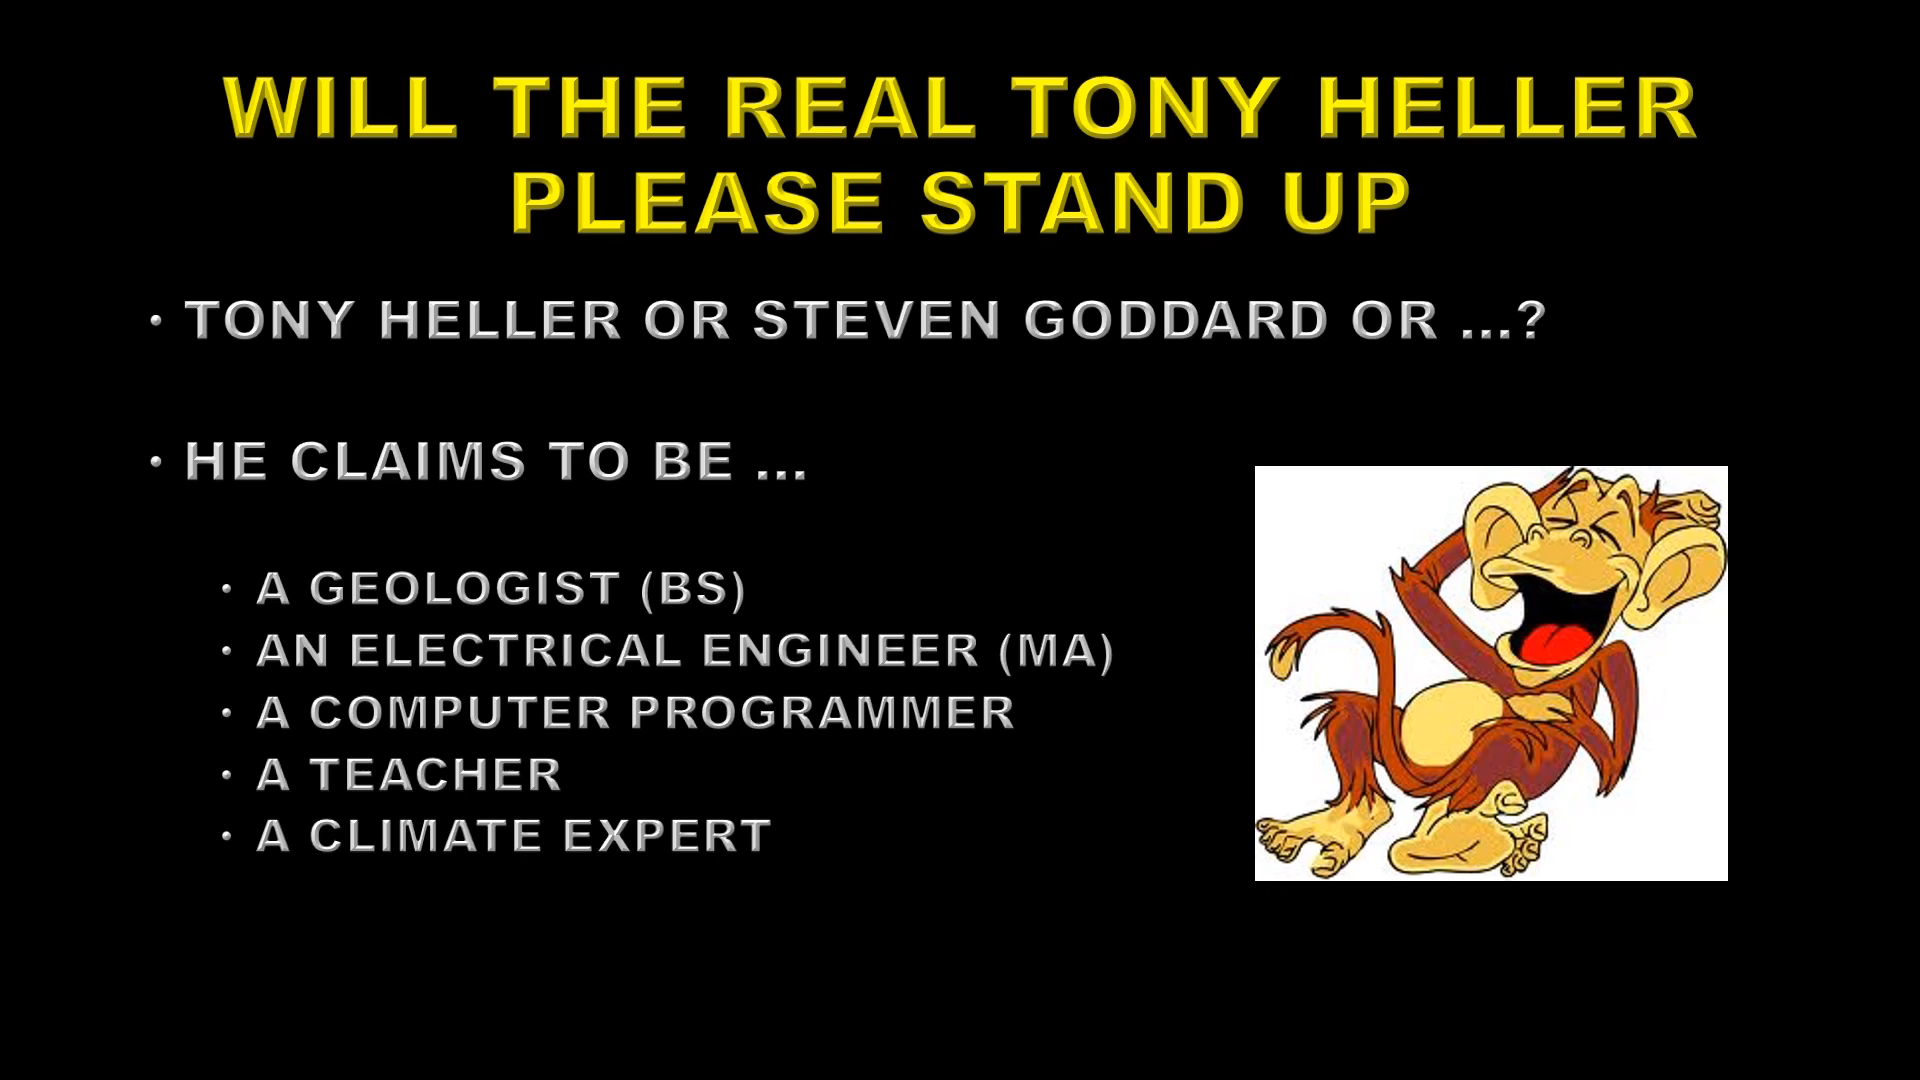 WILL THE REAL TONY HELLER
PLEASE STAND UP
• TONY HELLER OR STEVEN GODDARD OR …?
• HE CLAIMS TO BE …
• A GEOLOGIST (BS)
• AN ELECTRICAL ENGINEER (MA)
• A COMPUTER PROGRAMMER
• A TEACHER
• A CLIMATE EXPERT